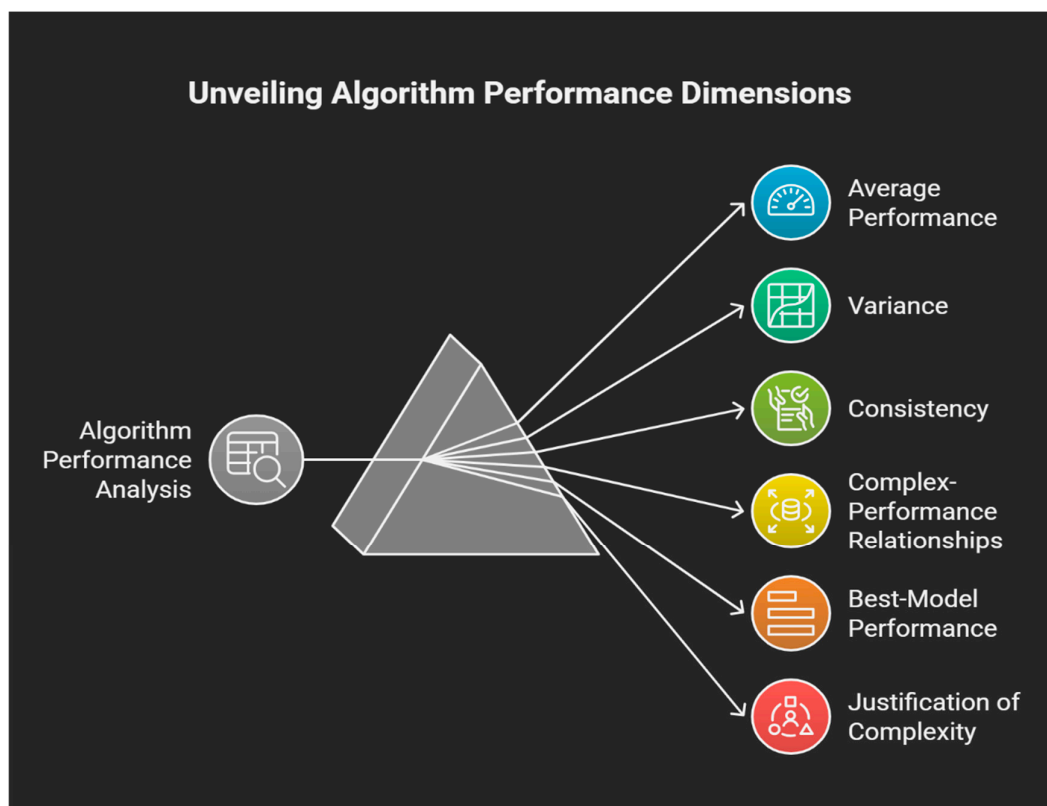 Unveiling Algorithm Performance Dimensions
Algorithm
Performance
Analysis
Average
Performance
Variance
Consistency
Complex-
Performance
Relationships
Best-Model
Performance
Justification of
Complexity